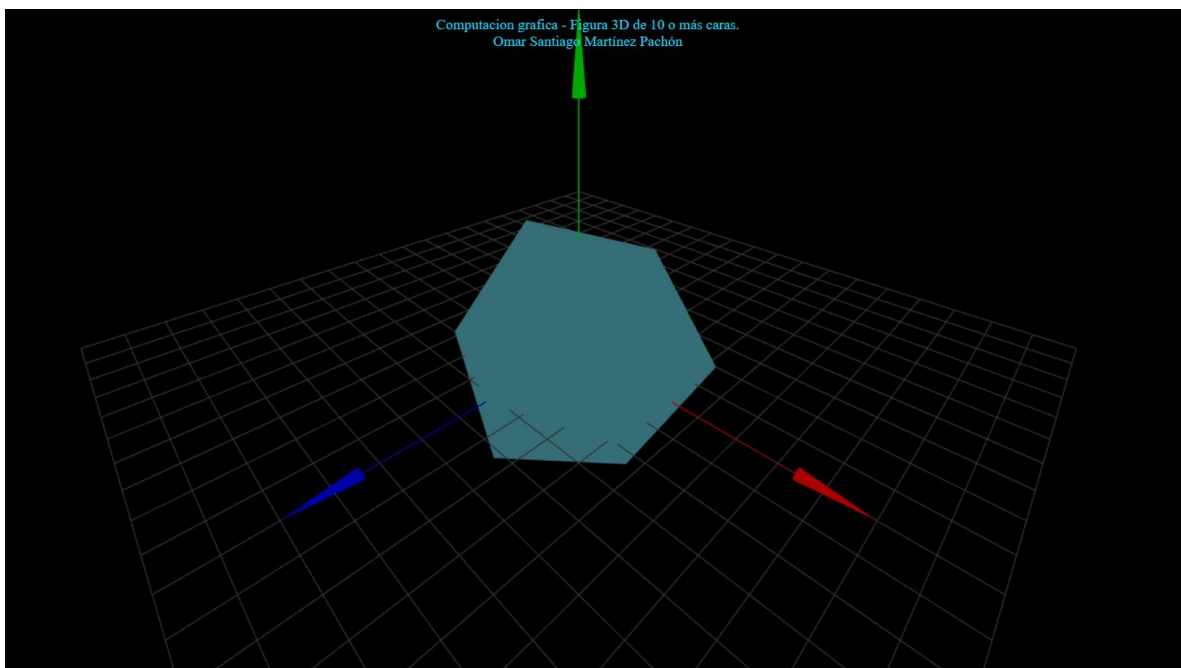 Computacion grafica - Figura 3D de 10 o más caras.
Omar Santiago Martínez Pachón